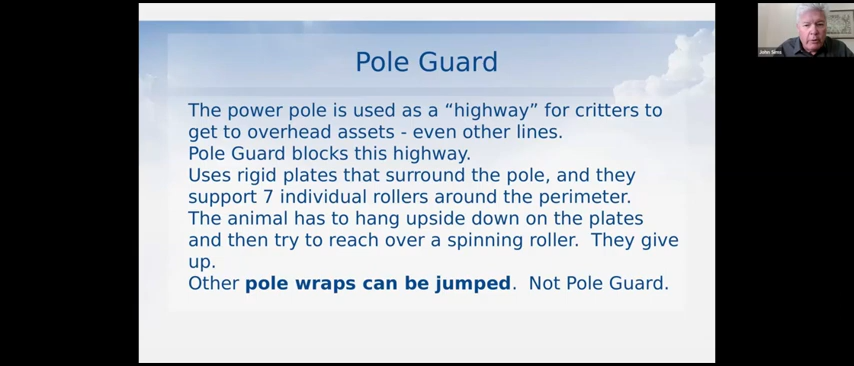 Pole Guard
The power pole is used as a “highway” for critters to
get to overhead assets - even other lines.
Pole Guard blocks this highway.
Uses rigid plates that surround the pole, and they
support 7 individual rollers around the perimeter.
The animal has to hang upside down on the plates
and then try to reach over a spinning roller.  They give
up.
Other pole wraps can be jumped.  Not Pole Guard.
John Sims